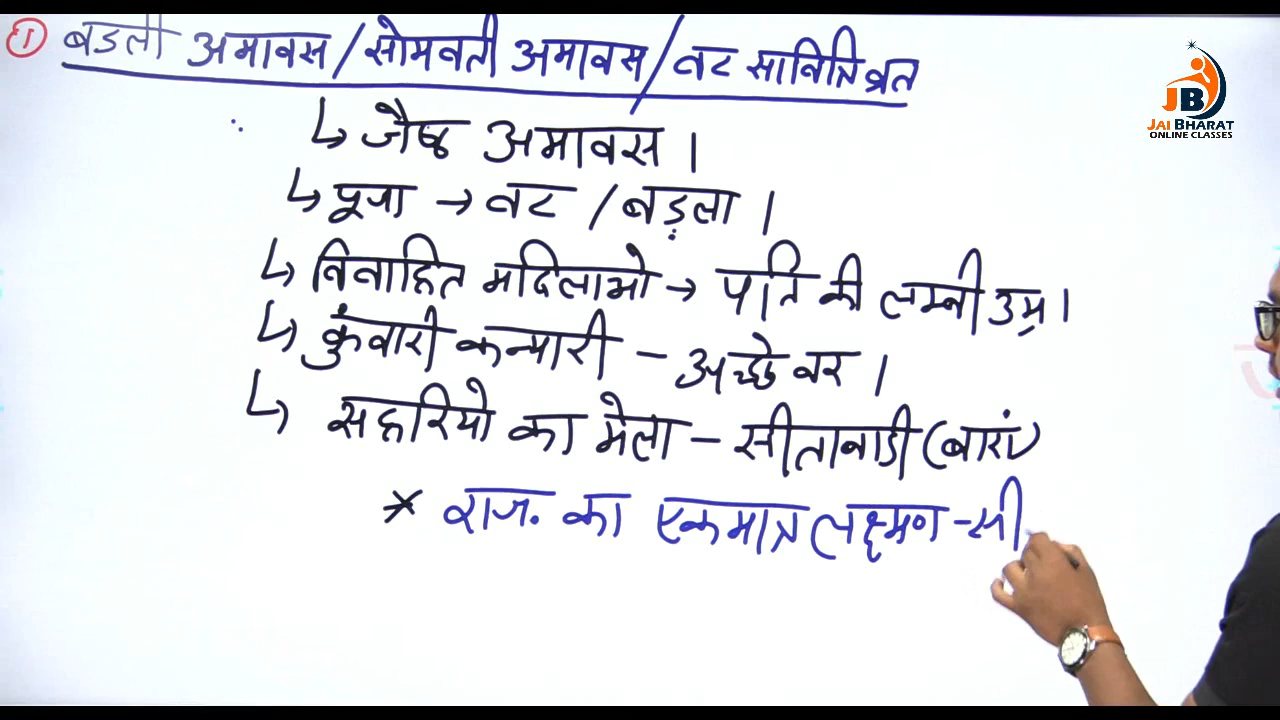 ① बडली अमावस / सोमवती अमावस / वट सावित्रि व्रत
↳ जैष्ठ अमावस ।
↳ पूजा → वट / बड़ला ।
↳ विवाहित महिलाओ → पति की लम्बी उम्र ।
↳ कुंवारी कन्यारी - अच्छे वर ।
↳ सहरियो का मेला - सीताबाडी (बारां)
* राज. का एकमात्र लक्ष्मण - सी
JB
JAI BHARAT
ONLINE CLASSES